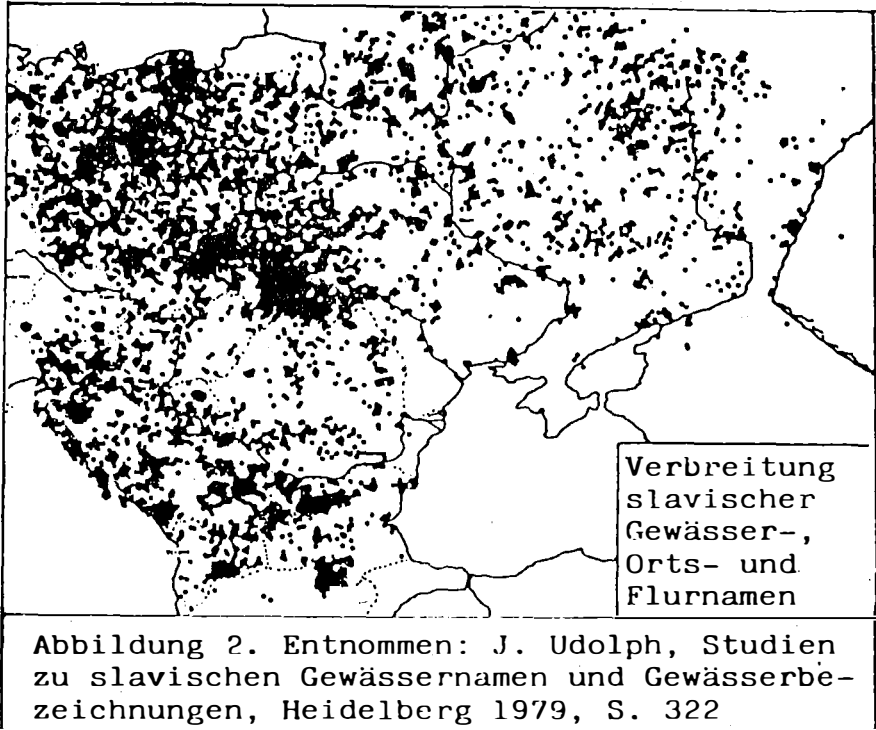 Verbreitung
slavischer
Gewässer-,
Orts- und
Flurnamen
Abbildung 2. Entnommen: J. Udolph, Studien
zu slavischen Gewässernamen und Gewässerbe-
zeichnungen, Heidelberg 1979, S. 322